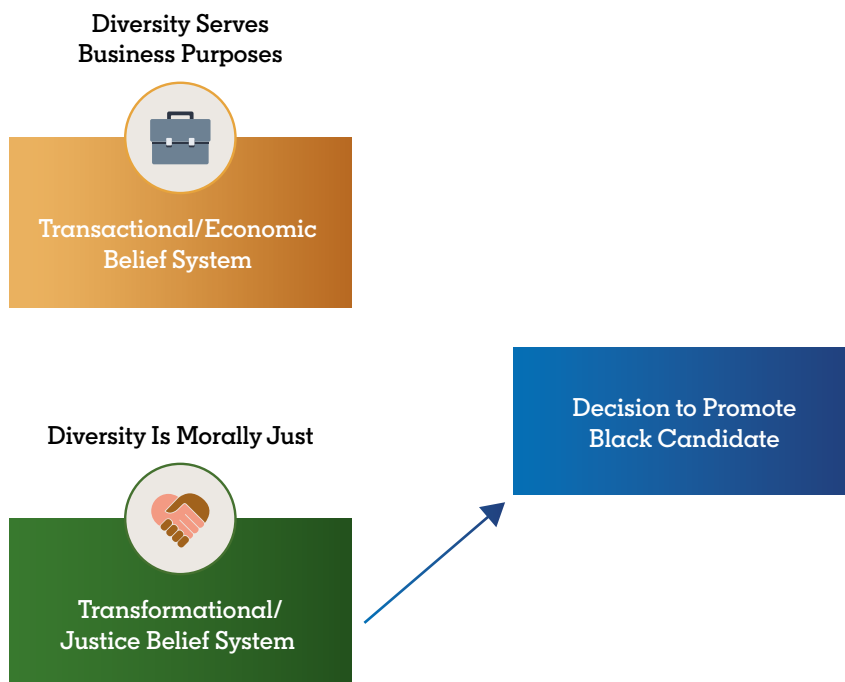 Diversity Serves
Business Purposes
Transactional/Economic
Belief System
Decision to Promote
Black Candidate
Diversity Is Morally Just
Transformational/
Justice Belief System